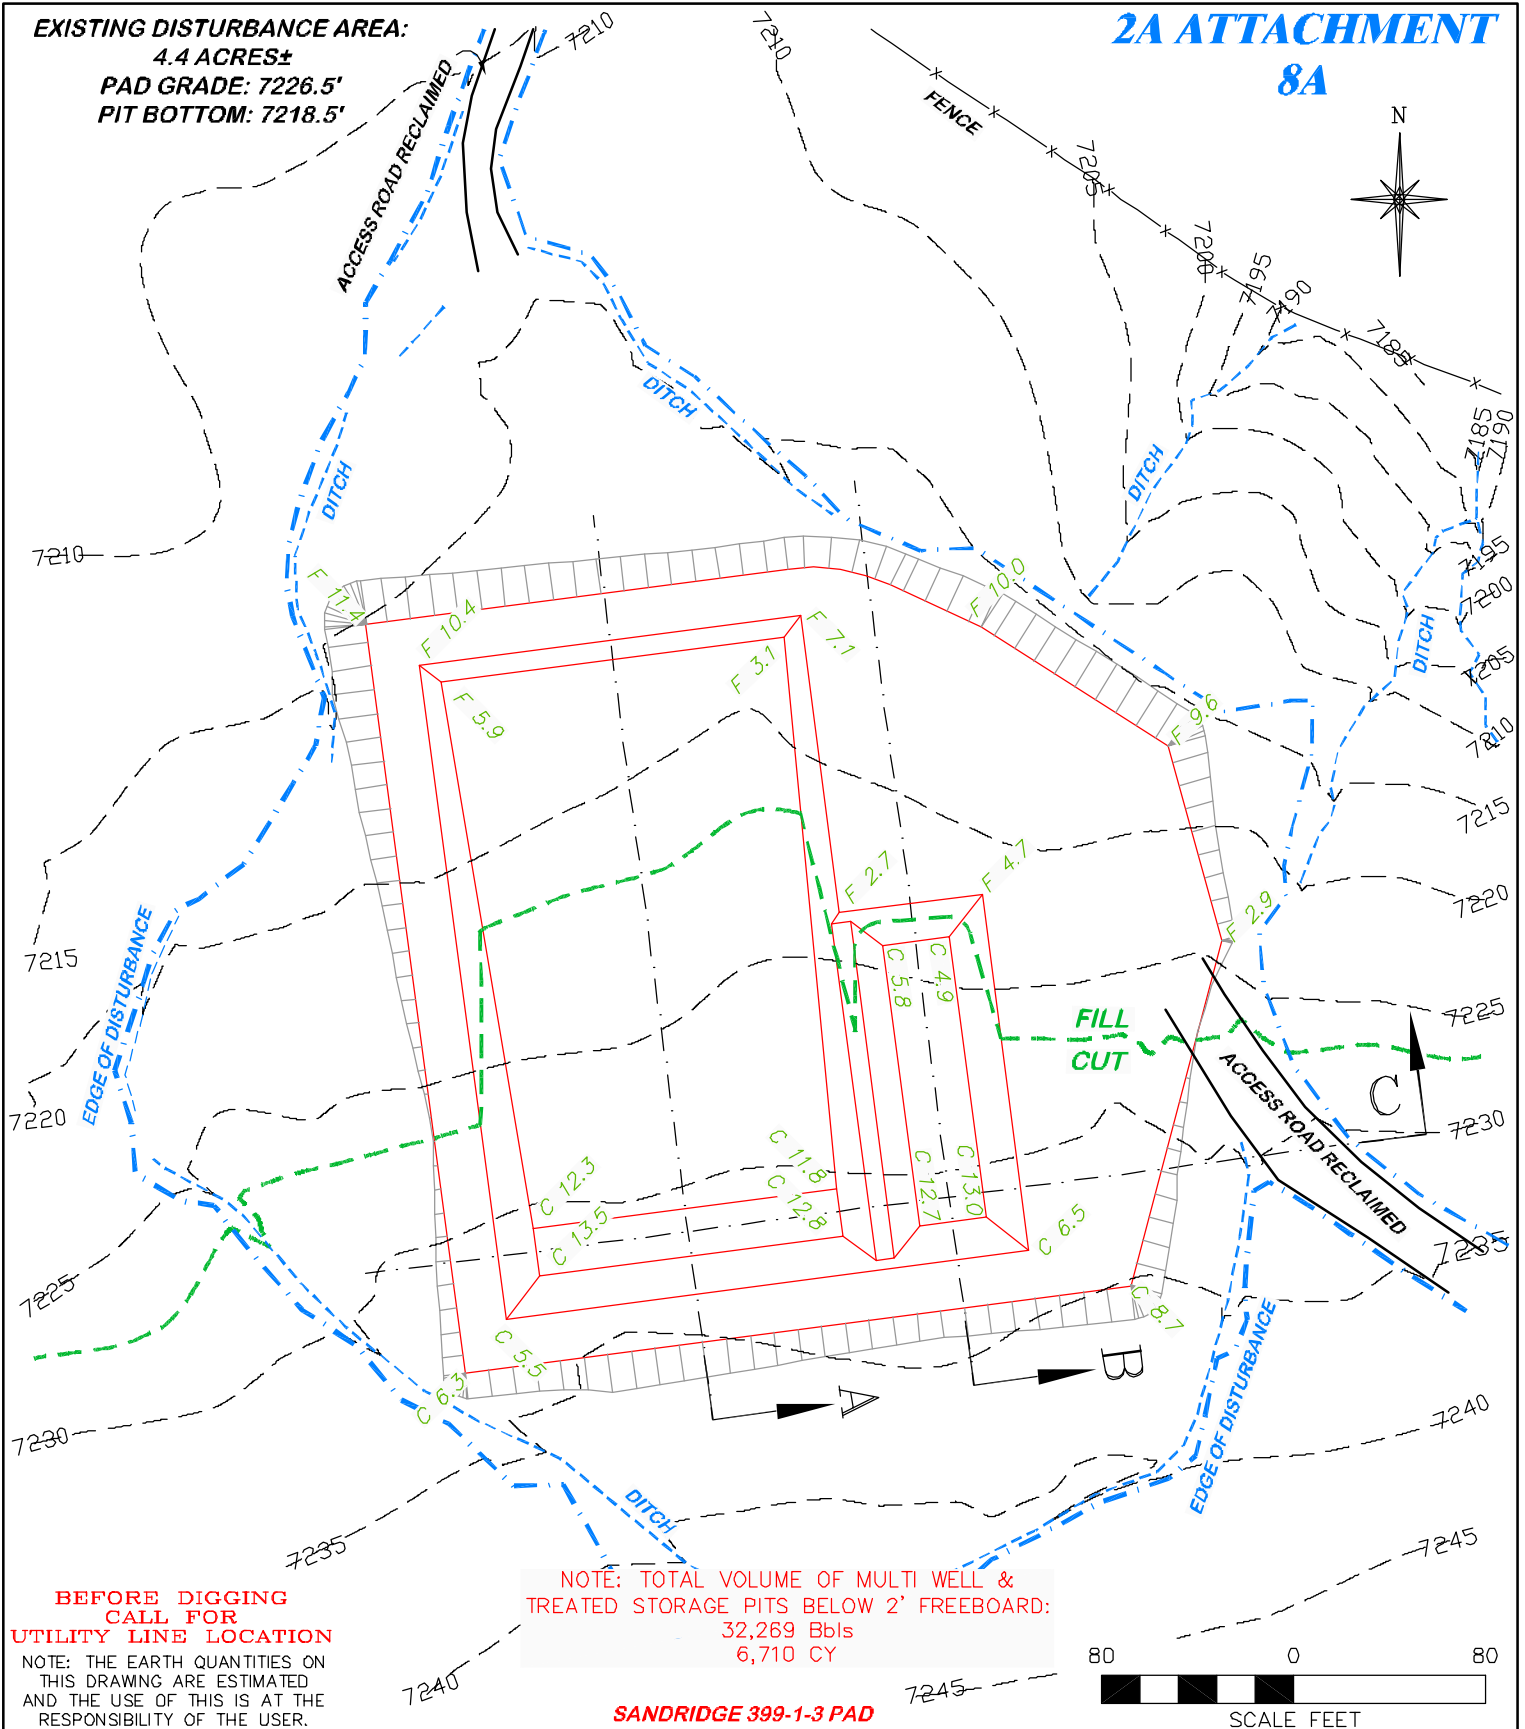 EXISTING DISTURBANCE AREA:
4.4 ACRES±
PAD GRADE: 7226.5'
PIT BOTTOM: 7218.5'
2A ATTACHMENT
8A
N
7210
7210
ACCESS ROAD RECLAIMED
FENCE
7205
7200
7195
7190
7185
7185
7190
DITCH
DITCH
DITCH
7210
7195
7200
DITCH
7205
7210
F 11.4
F 10.4
F 7.1
F 10.0
F 3.1
F 5.9
F 9.6
7215
F 2.7
F 4.7
7220
F 2.9
7215
EDGE OF DISTURBANCE
C 5.8
C 4.9
FILL
CUT
7225
7220
ACCESS ROAD RECLAIMED
C
7230
C 11.8
C 12.3
C 12.8
C 13.5
C 12.7
C 13.0
C 6.5
7235
7225
C 8.7
EDGE OF DISTURBANCE
C 5.5
C 6.3
A
B
7230
7240
DITCH
7235
7245
BEFORE DIGGING
CALL FOR
UTILITY LINE LOCATION
NOTE: THE EARTH QUANTITIES ON
THIS DRAWING ARE ESTIMATED
AND THE USE OF THIS IS AT THE
RESPONSIBILITY OF THE USER.
NOTE: TOTAL VOLUME OF MULTI WELL &
TREATED STORAGE PITS BELOW 2' FREEBOARD:
32,269 Bbls
6,710 CY
7240
7245
SANDRIDGE 399-1-3 PAD
80 0 80
SCALE FEET